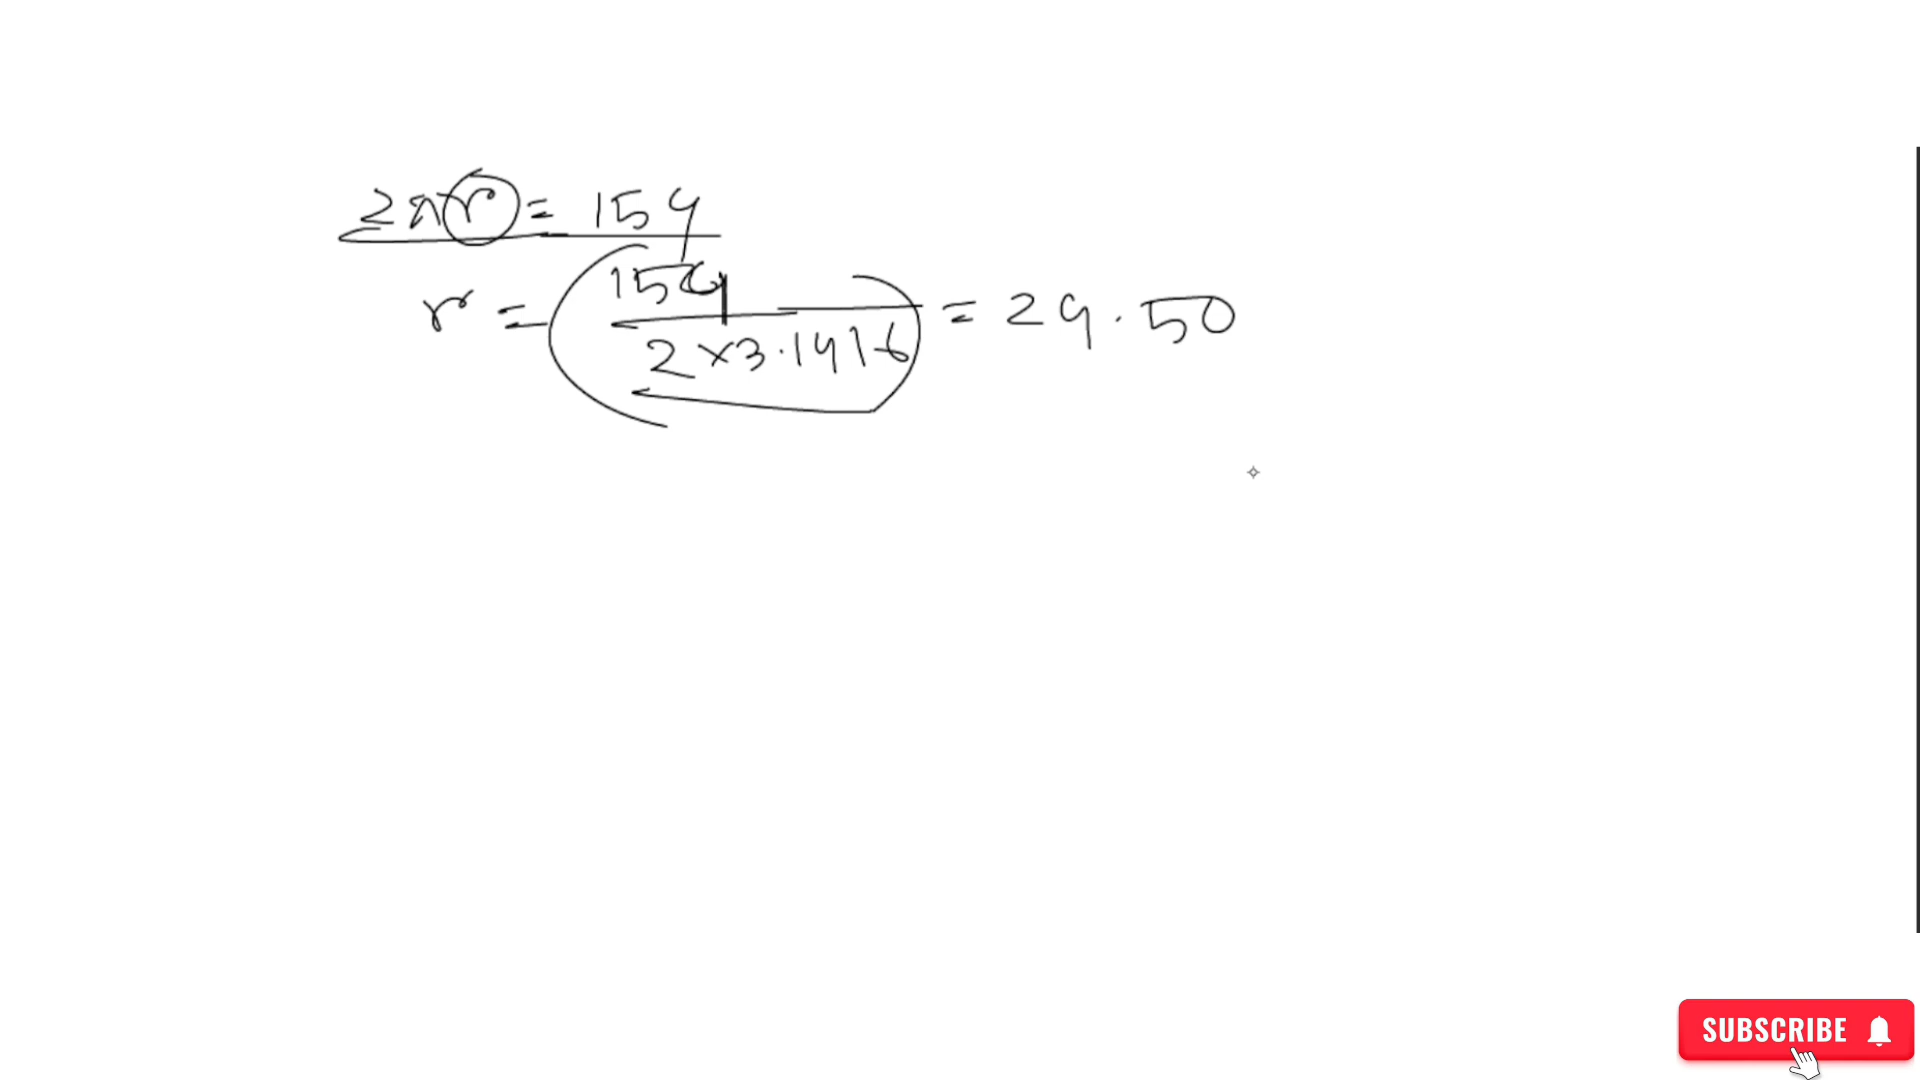 2πr = 154
r = 154 / 2×3.1416 = 24.50
SUBSCRIBE